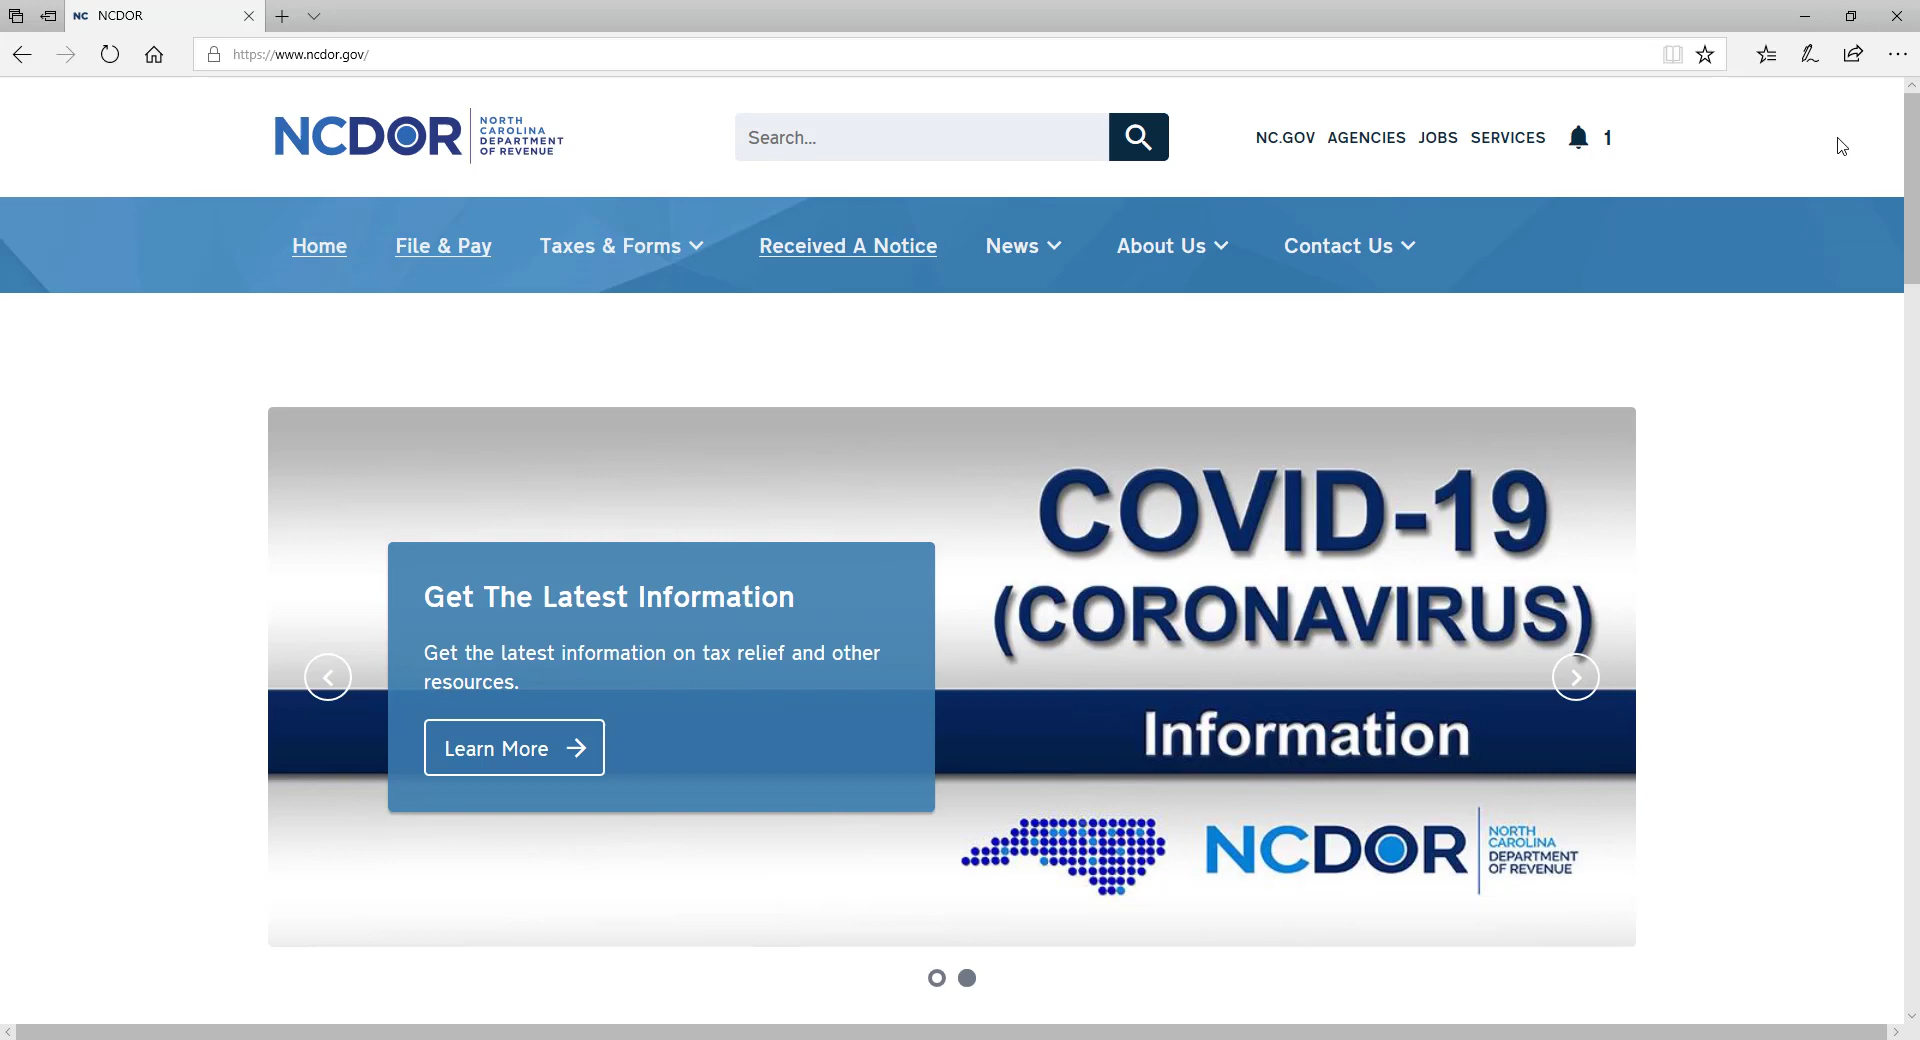 NC NCDOR
https://www.ncdor.gov/
NCDOR
NORTH
CAROLINA
DEPARTMENT
OF REVENUE
Search...
NC.GOV AGENCIES JOBS SERVICES 1
Home File & Pay Taxes & Forms Received A Notice News About Us Contact Us
COVID-19
(CORONAVIRUS)
Information
Get The Latest Information
Get the latest information on tax relief and other
resources.
Learn More
NCDOR
NORTH
CAROLINA
DEPARTMENT
OF REVENUE